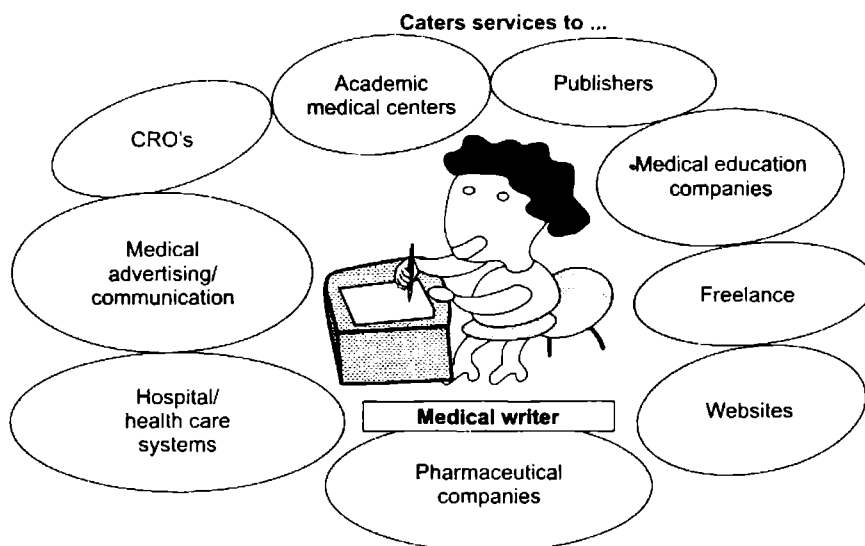 Caters services to ...
Academic
medical centers
Publishers
CRO's
Medical education
companies
Medical
advertising/
communication
Freelance
Hospital/
health care
systems
Websites
Medical writer
Pharmaceutical
companies